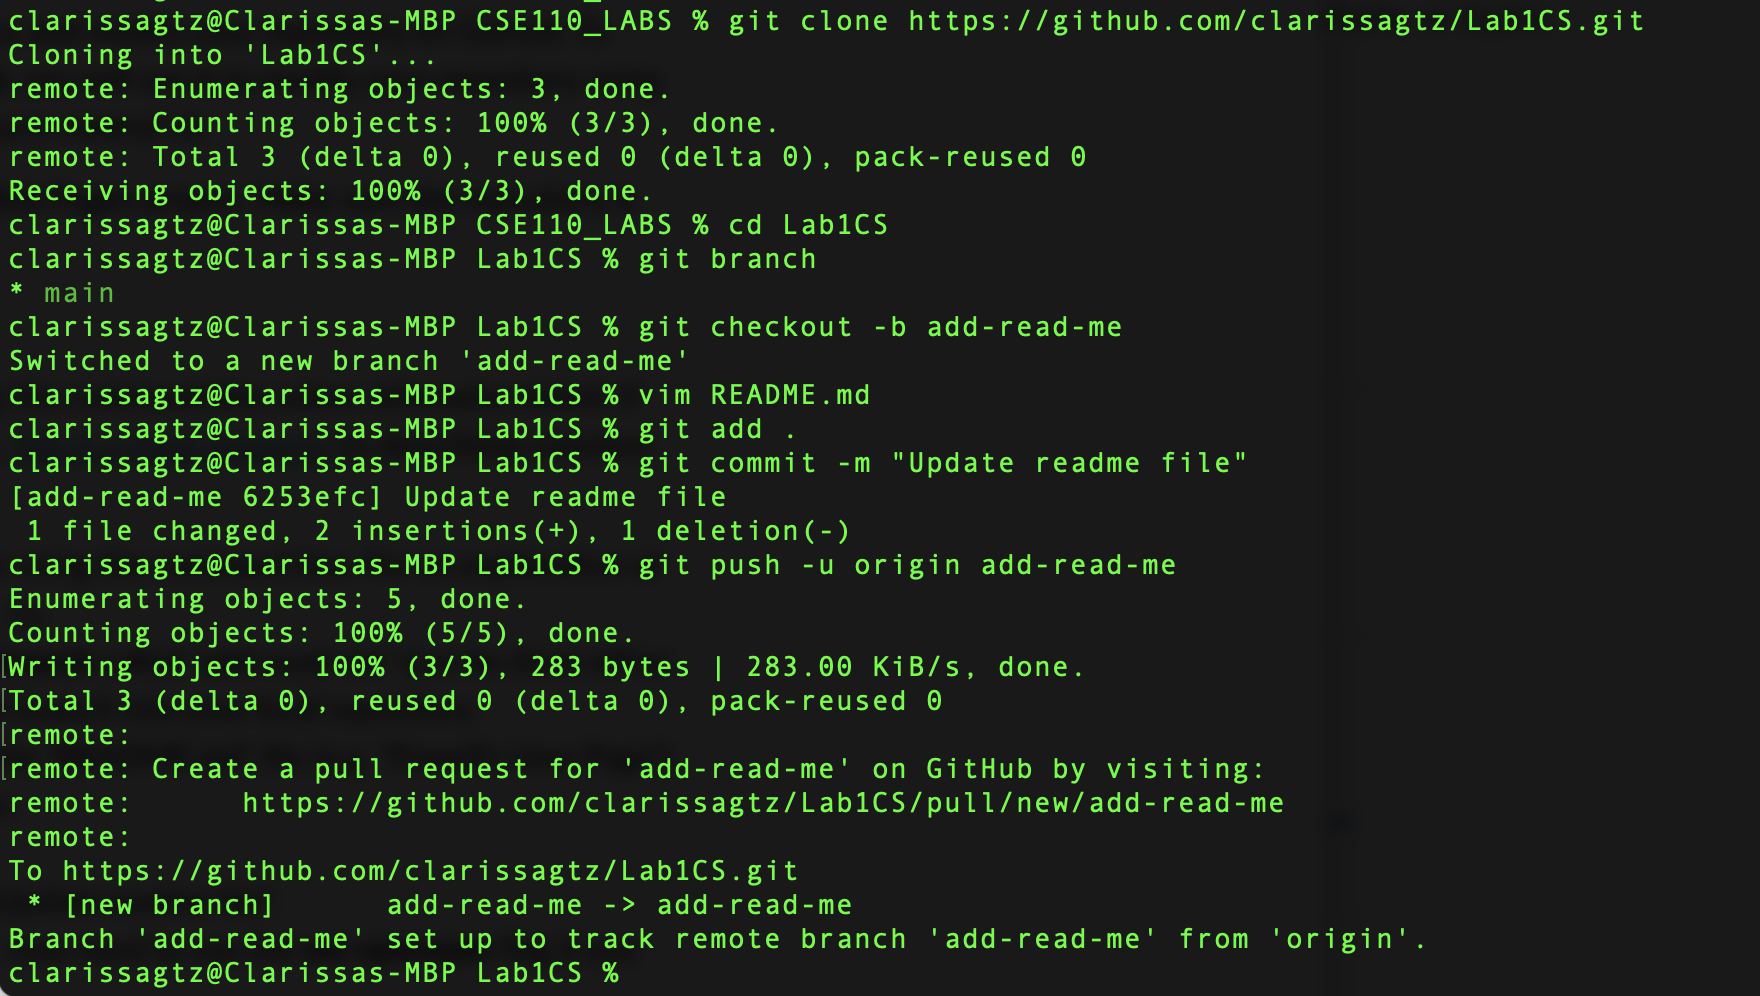 clarissagtz@Clarissas-MBP CSE110_LABS % git clone https://github.com/clarissagtz/Lab1CS.git
Cloning into 'Lab1CS'...
remote: Enumerating objects: 3, done.
remote: Counting objects: 100% (3/3), done.
remote: Total 3 (delta 0), reused 0 (delta 0), pack-reused 0
Receiving objects: 100% (3/3), done.
clarissagtz@Clarissas-MBP CSE110_LABS % cd Lab1CS
clarissagtz@Clarissas-MBP Lab1CS % git branch
* main
clarissagtz@Clarissas-MBP Lab1CS % git checkout -b add-read-me
Switched to a new branch 'add-read-me'
clarissagtz@Clarissas-MBP Lab1CS % vim README.md
clarissagtz@Clarissas-MBP Lab1CS % git add .
clarissagtz@Clarissas-MBP Lab1CS % git commit -m "Update readme file"
[add-read-me 6253efc] Update readme file
 1 file changed, 2 insertions(+), 1 deletion(-)
clarissagtz@Clarissas-MBP Lab1CS % git push -u origin add-read-me
Enumerating objects: 5, done.
Counting objects: 100% (5/5), done.
[Writing objects: 100% (3/3), 283 bytes | 283.00 KiB/s, done.
[Total 3 (delta 0), reused 0 (delta 0), pack-reused 0
[remote:
[remote: Create a pull request for 'add-read-me' on GitHub by visiting:
remote:      https://github.com/clarissagtz/Lab1CS/pull/new/add-read-me
remote:
To https://github.com/clarissagtz/Lab1CS.git
 * [new branch]      add-read-me -> add-read-me
Branch 'add-read-me' set up to track remote branch 'add-read-me' from 'origin'.
clarissagtz@Clarissas-MBP Lab1CS %